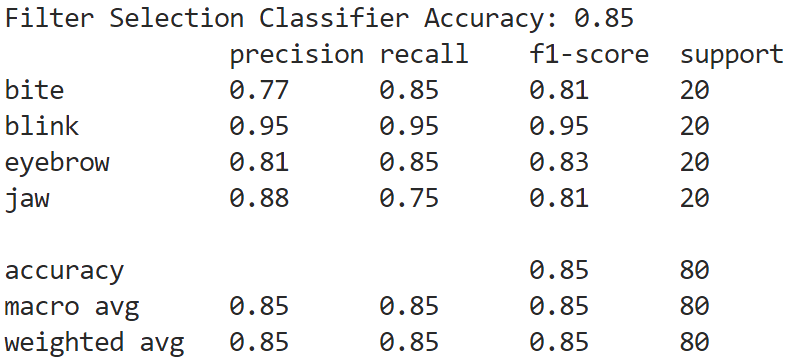 Filter Selection Classifier Accuracy: 0.85
precision recall f1-score support
bite 0.77 0.85 0.81 20
blink 0.95 0.95 0.95 20
eyebrow 0.81 0.85 0.83 20
jaw 0.88 0.75 0.81 20
accuracy 0.85 80
macro avg 0.85 0.85 0.85 80
weighted avg 0.85 0.85 0.85 80